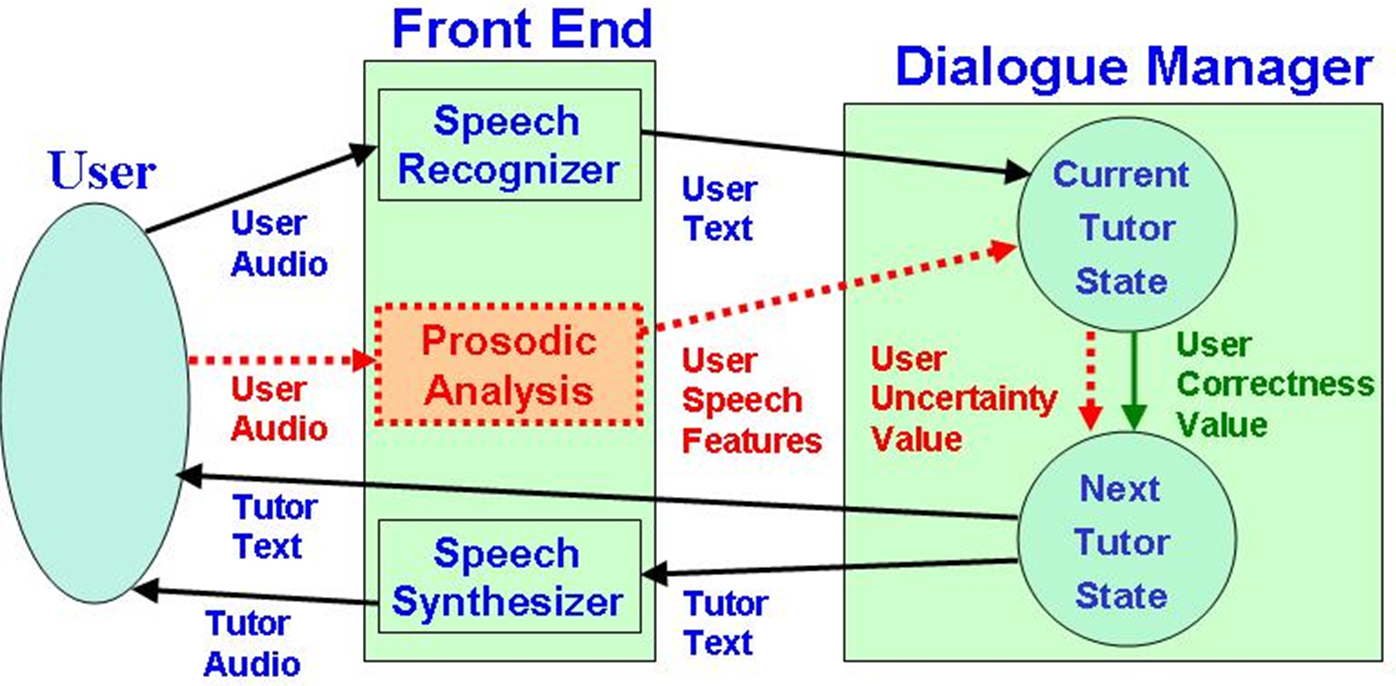 Front End
Dialogue Manager
User
Speech
Recognizer
User
Audio
User
Text
Current
Tutor
State
Prosodic
Analysis
User
Audio
User
Speech
Features
User
Uncertainty
Value
User
Correctness
Value
Next
Tutor
State
Tutor
Text
Speech
Synthesizer
Tutor
Text
Tutor
Audio